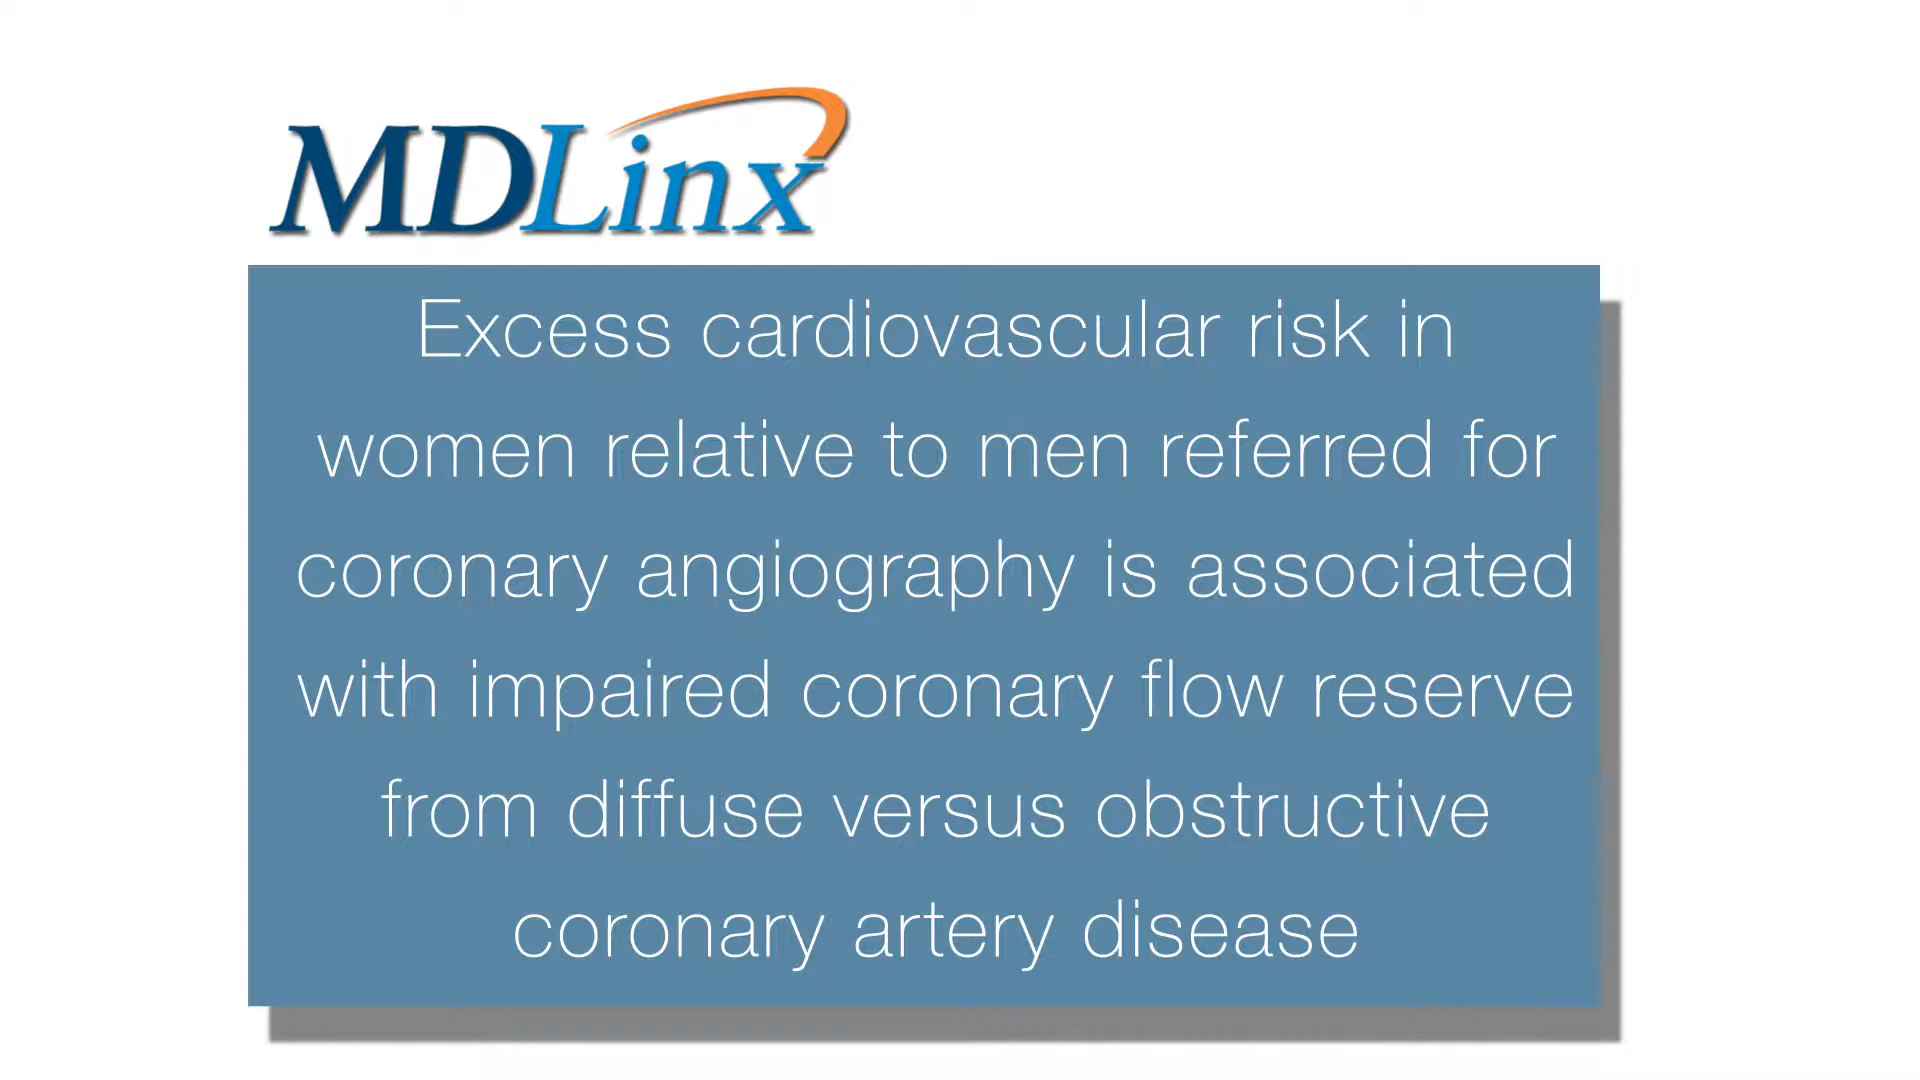 MDLinx
Excess cardiovascular risk in
women relative to men referred for
coronary angiography is associated
with impaired coronary flow reserve
from diffuse versus obstructive
coronary artery disease